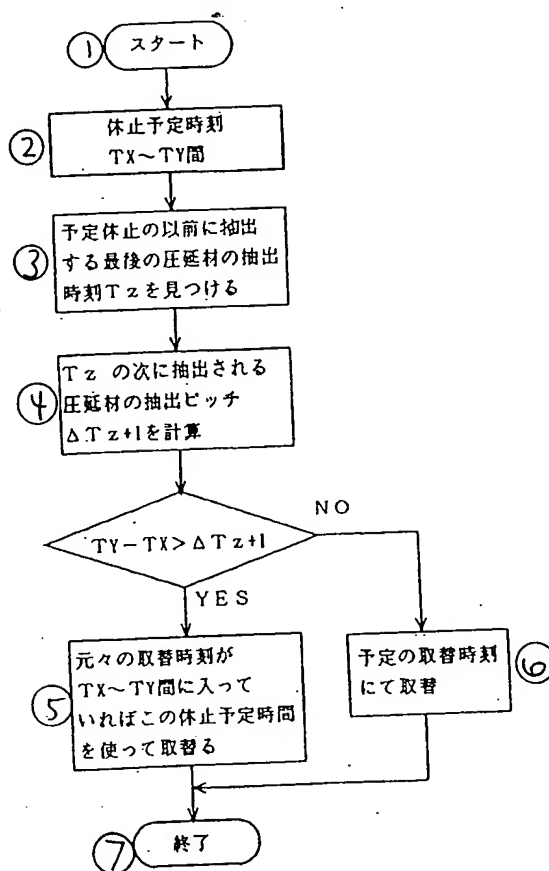 ① スタート
② 休止予定時刻
TX～TY間
③ 予定休止の以前に抽出
する最後の圧延材の抽出
時刻Tzを見つける
④ Tz の次に抽出される
圧延材の抽出ピッチ
ΔTz+1を計算
TY－TX>ΔTz+1
NO
YES
⑤ 元々の取替時刻が
TX～TY間に入って
いればこの休止予定時間
を使って取替る
予定の取替時刻 ⑥
にて取替
⑦ 終了